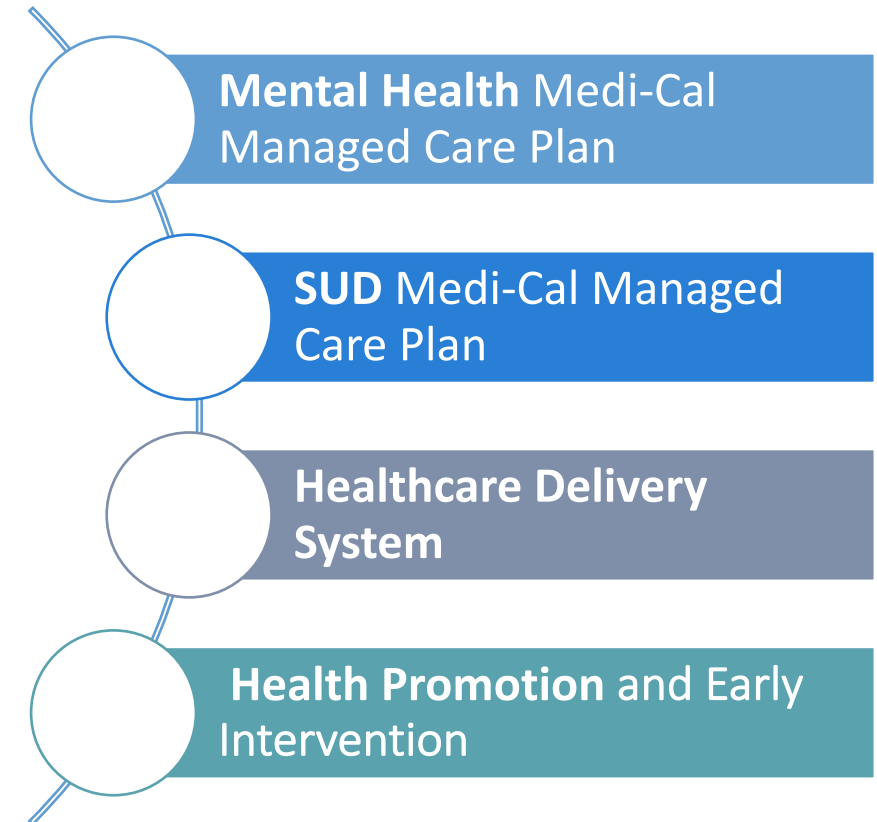 Mental Health Medi-Cal
Managed Care Plan
SUD Medi-Cal Managed
Care Plan
Healthcare Delivery
System
Health Promotion and Early
Intervention